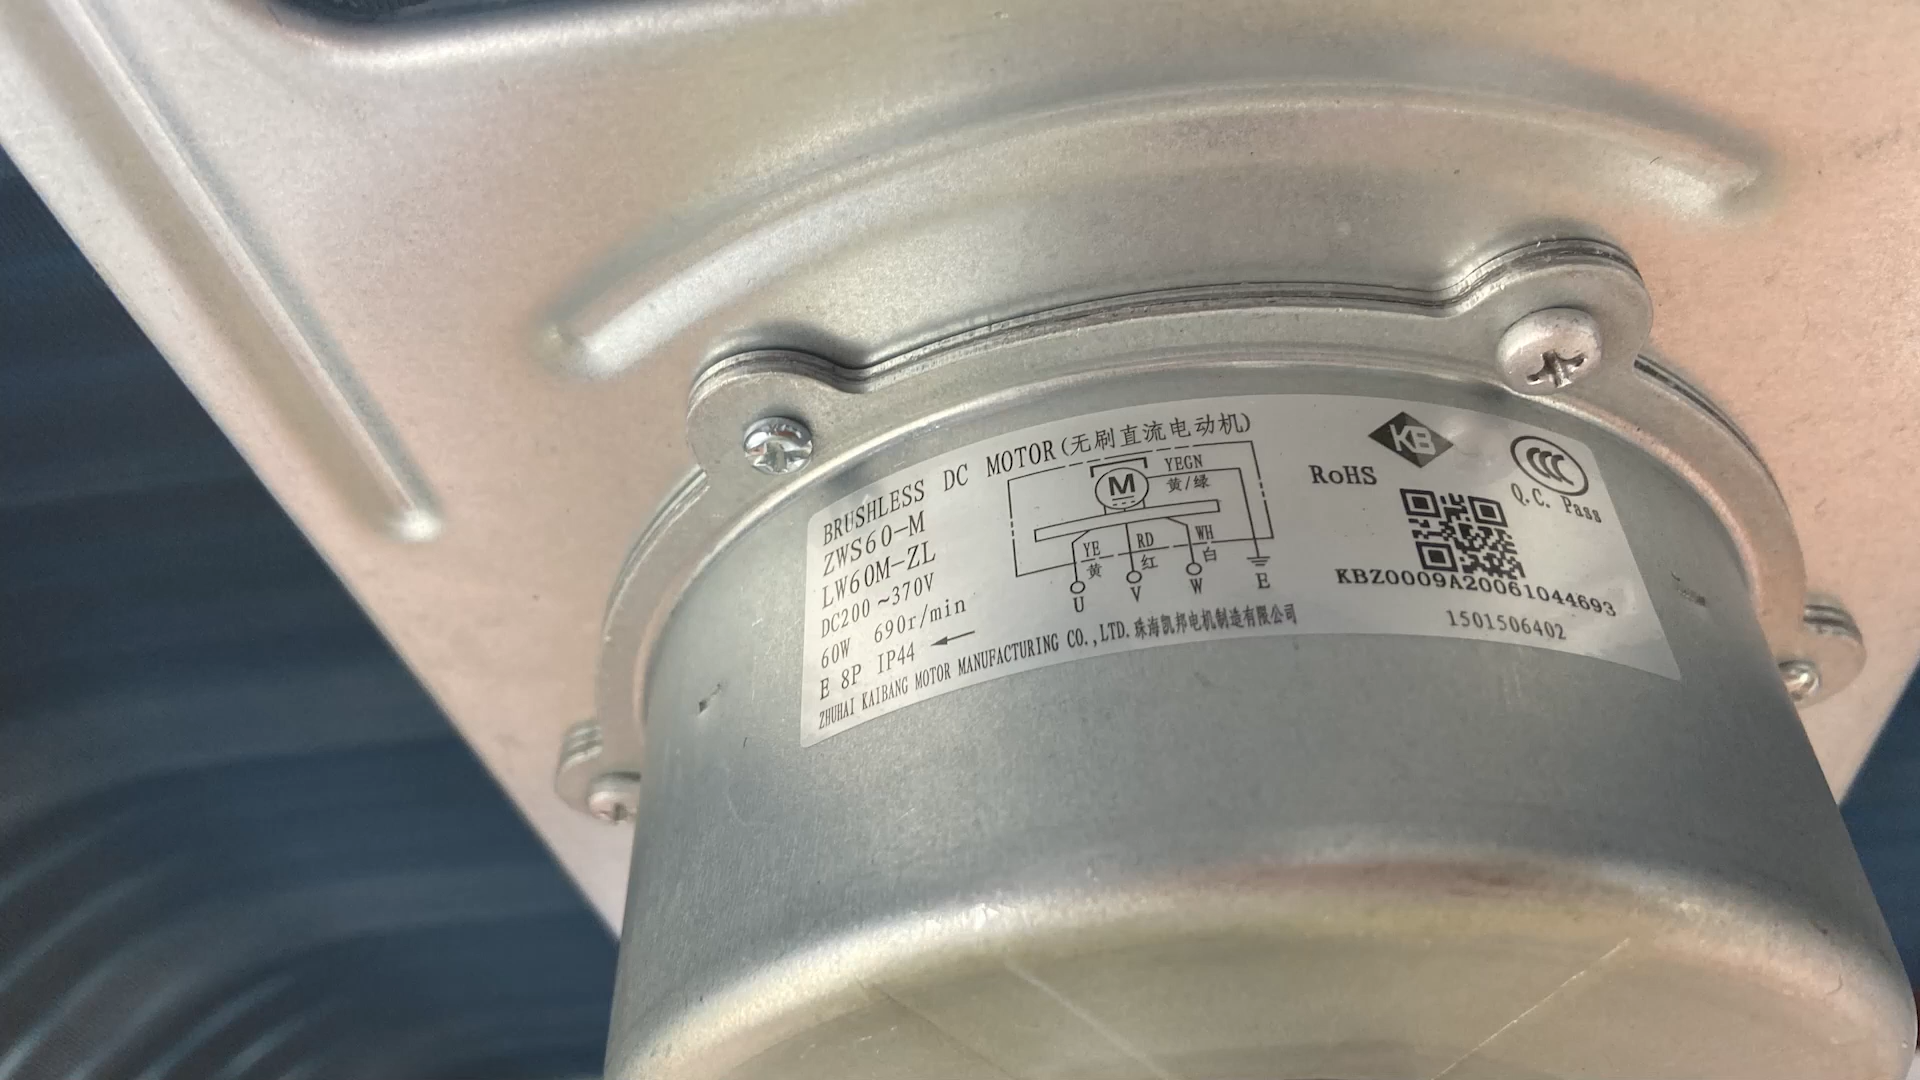 BRUSHLESS DC MOTOR(无刷直流电动机)
ZWS60-M
LW60M-ZL
DC200~370V
60W 690r/min
E 8P IP44
ZHUHAI KAIBANG MOTOR MANUFACTURING CO.,LTD.珠海凯邦电机制造有限公司
M
YEGN
黄/绿
YE
黄
RD
红
WH
白
U
V
W
E
RoHS
KB
CCC
Q.C. Pass
KBZ0009A20061044693
1501506402